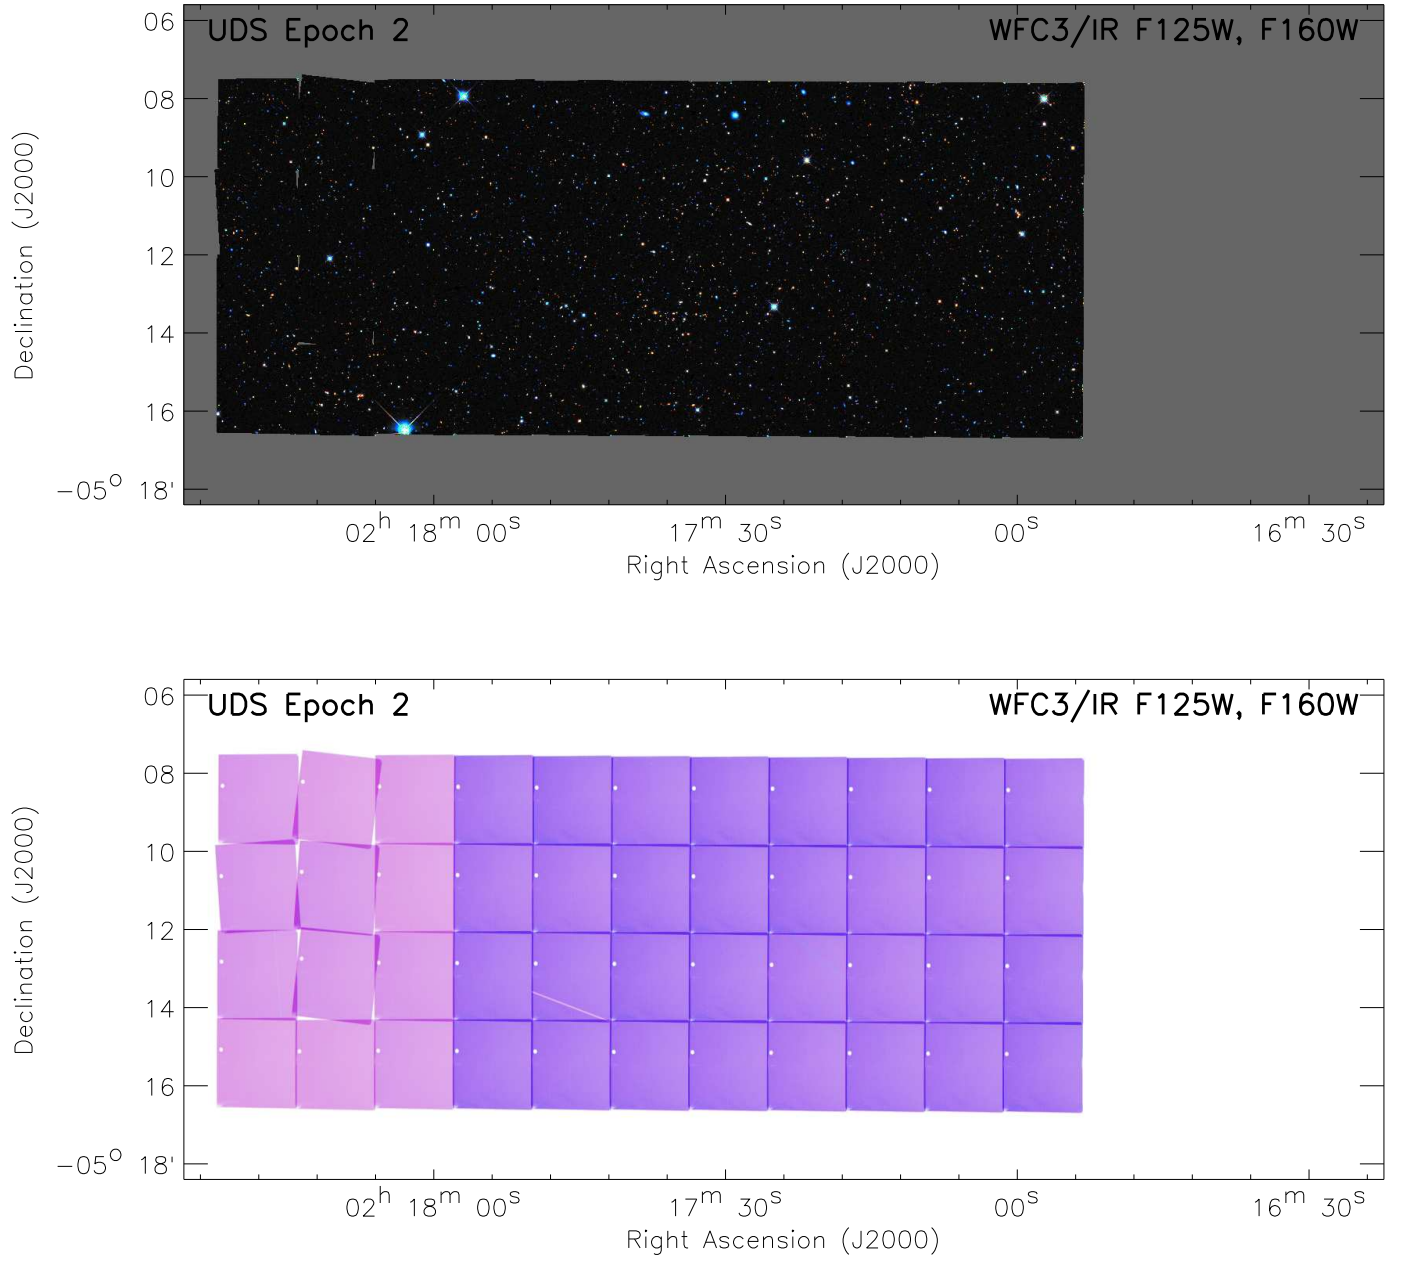 UDS Epoch 2 WFC3/IR F125W, F160W
06
08
10
12
14
16
−05° 18'
Declination (J2000)
02h 18m 00s 17m 30s 00s 16m 30s
Right Ascension (J2000)
UDS Epoch 2 WFC3/IR F125W, F160W
06
08
10
12
14
16
−05° 18'
Declination (J2000)
02h 18m 00s 17m 30s 00s 16m 30s
Right Ascension (J2000)